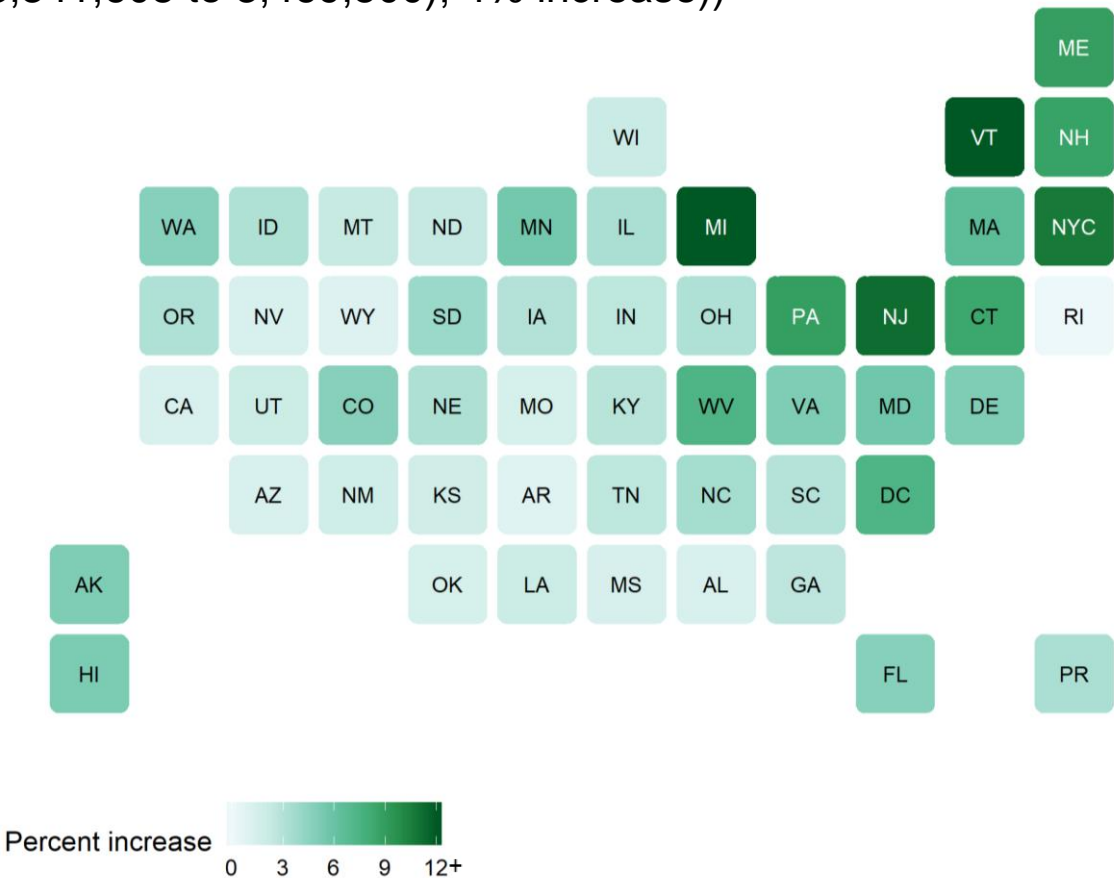 ME
WI VT NH
WA ID MT ND MN IL MI MA NYC
OR NV WY SD IA IN OH PA NJ CT RI
CA UT CO NE MO KY WV VA MD DE
AZ NM KS AR TN NC SC DC
AK OK LA MS AL GA
HI FL PR
Percent increase
0 3 6 9 12+